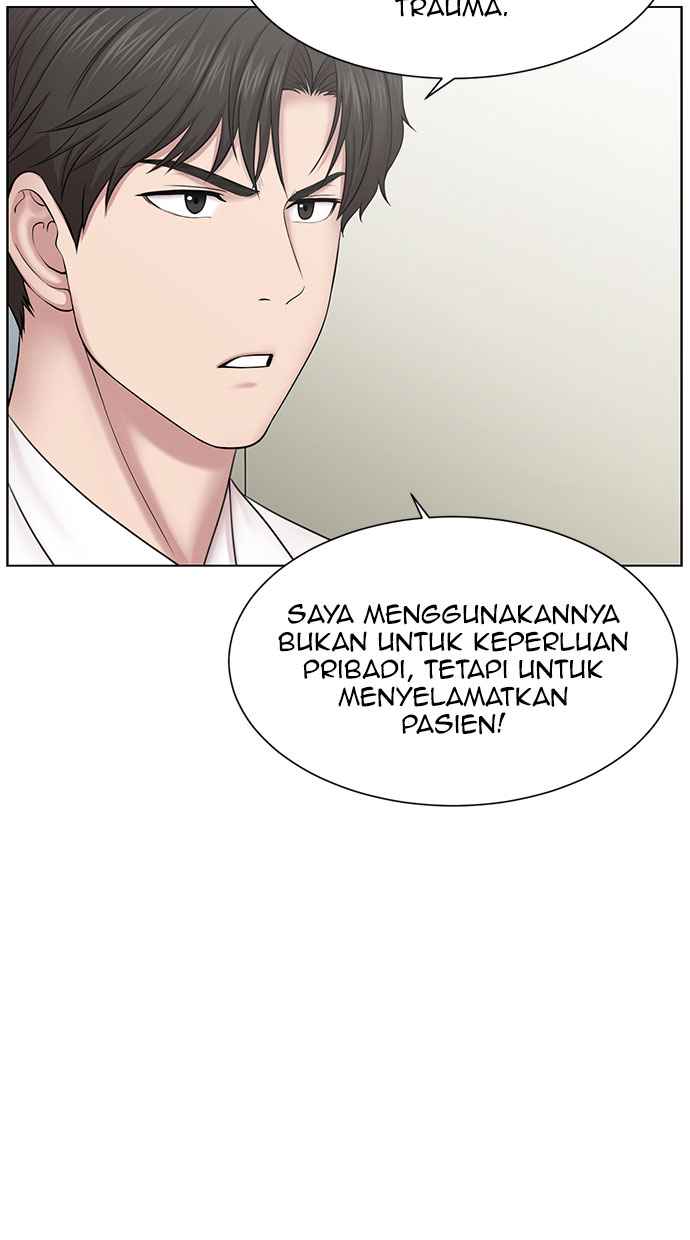 TRAUMA.
SAYA MENGGUNAKANNYA
BUKAN UNTUK KEPERLUAN
PRIBADI, TETAPI UNTUK
MENYELAMATKAN
PASIEN!